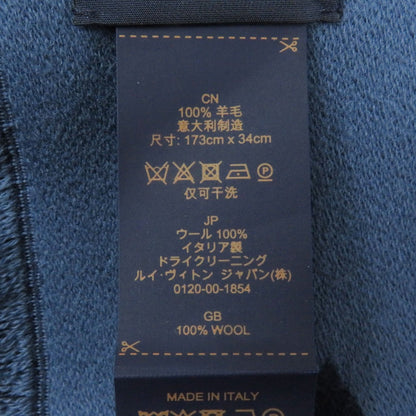 CN
100% 羊毛
意大利制造
尺寸: 173cm x 34cm
仅可干洗
JP
ウール 100%
イタリア製
ドライクリーニング
ルイ･ヴィトン ジャパン(株)
0120-00-1854
GB
100% WOOL
MADE IN ITALY